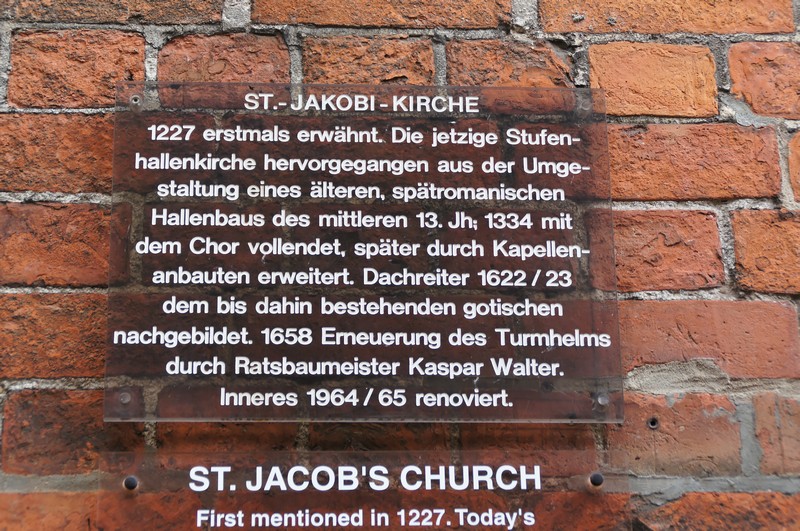 ST.-JAKOBI-KIRCHE
1227 erstmals erwähnt. Die jetzige Stufen-
hallenkirche hervorgegangen aus der Umge-
staltung eines älteren, spätromanischen
Hallenbaus des mittleren 13. Jh; 1334 mit
dem Chor vollendet, später durch Kapellen-
anbauten erweitert. Dachreiter 1622/23
dem bis dahin bestehenden gotischen
nachgebildet. 1658 Erneuerung des Turmhelms
durch Ratsbaumeister Kaspar Walter.
Inneres 1964/65 renoviert.
ST. JACOB'S CHURCH
First mentioned in 1227. Today's